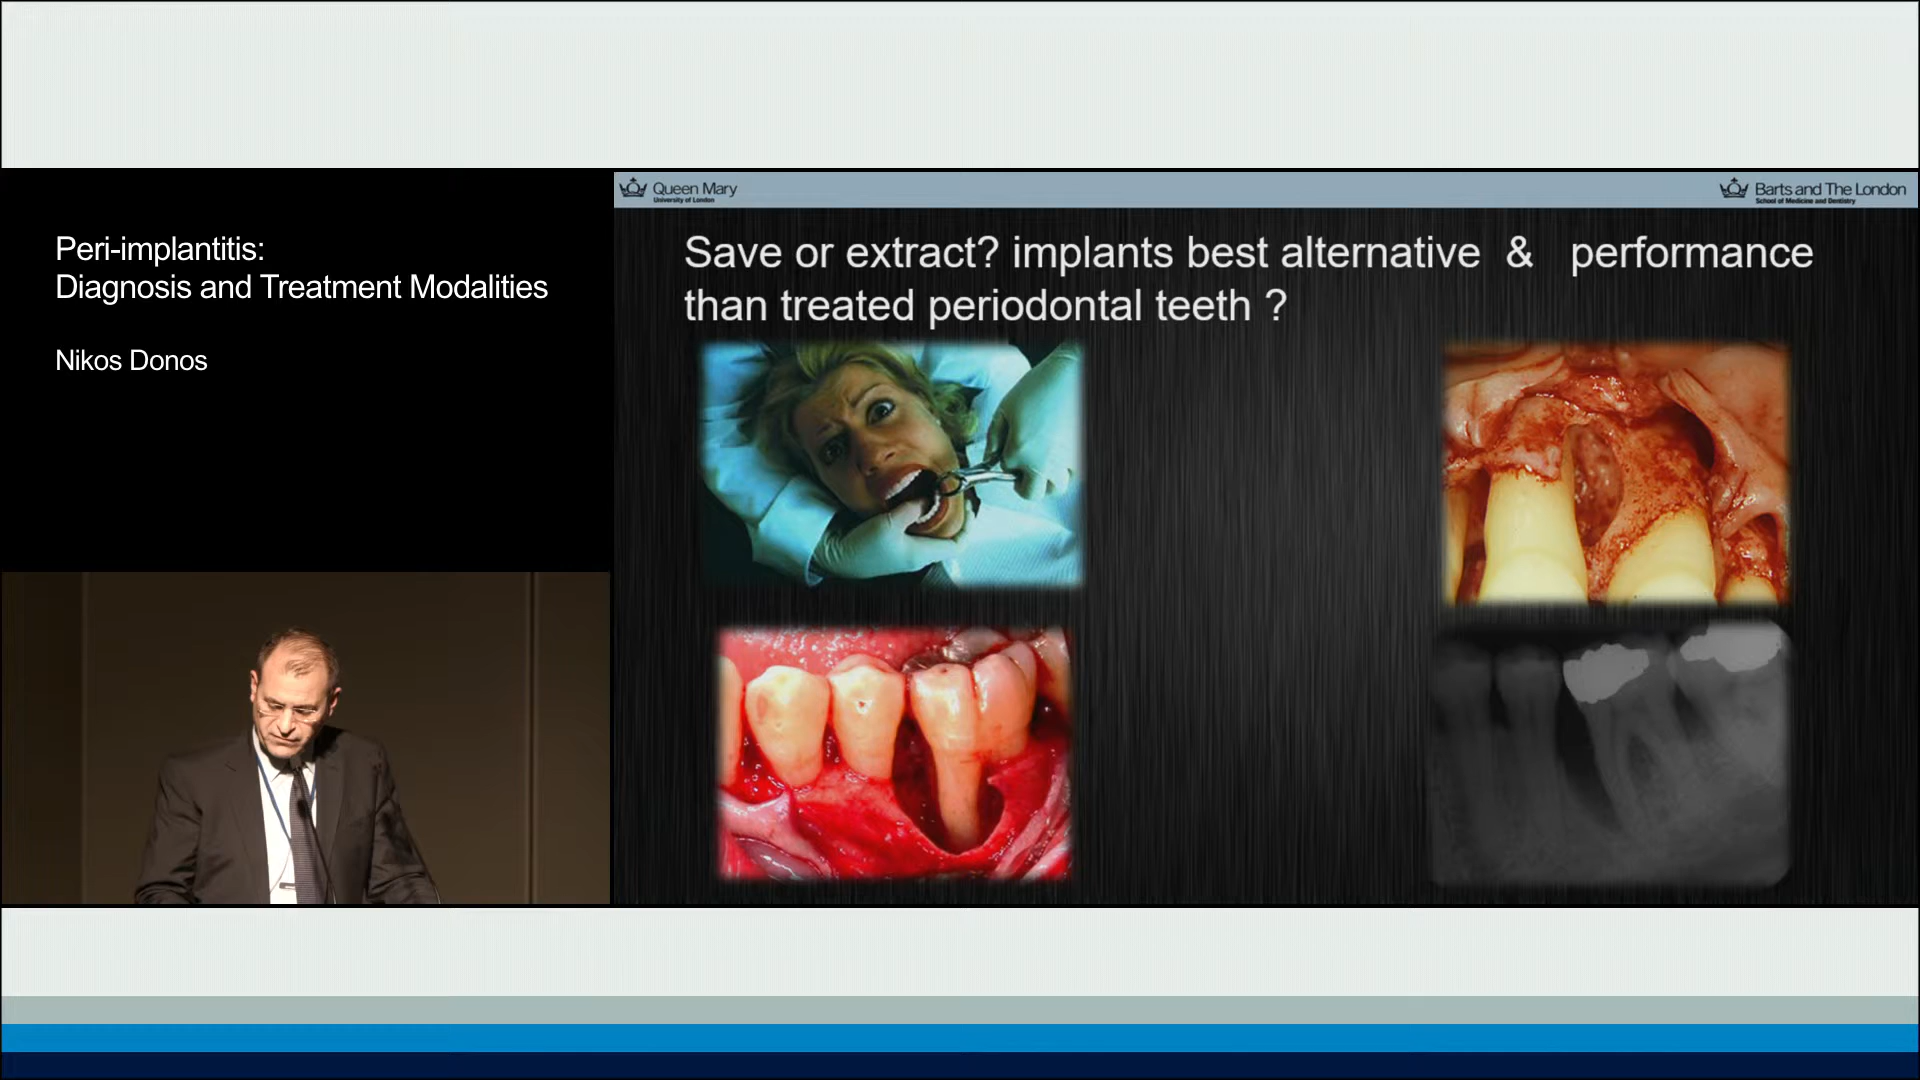 Peri-implantitis:
Diagnosis and Treatment Modalities
Nikos Donos
Queen Mary
University of London
Barts and The London
School of Medicine and Dentistry
Save or extract? implants best alternative & performance
than treated periodontal teeth ?